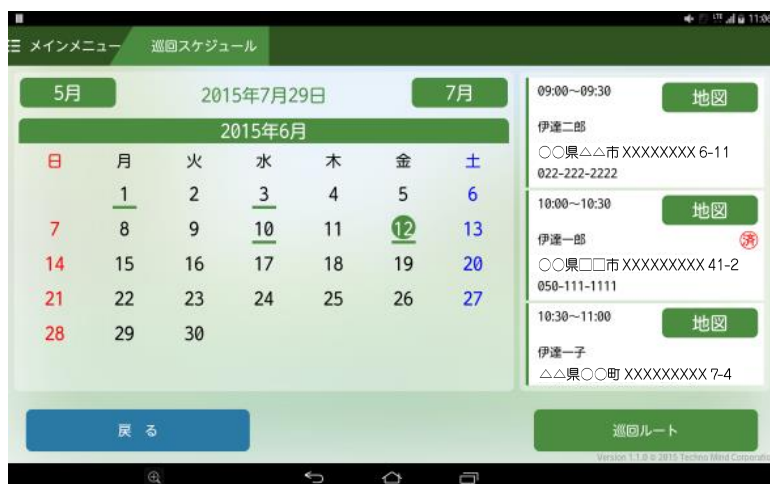 LTE 11:06
メインメニュー 巡回スケジュール
5月 2015年7月29日 7月
2015年6月
日 月 火 水 木 金 土
1 2 3 4 5 6
7 8 9 10 11 12 13
14 15 16 17 18 19 20
21 22 23 24 25 26 27
28 29 30
09:00～09:30 地図
伊達二郎
○○県△△市 XXXXXXXX 6-11
022-222-2222
10:00～10:30 地図
伊達一郎 済
○○県□□市 XXXXXXXXX 41-2
050-111-1111
10:30～11:00 地図
伊達一子
△△県○○町 XXXXXXXXX 7-4
戻る 巡回ルート
Version 1.1.0 © 2015 Techno Mind Corporatio